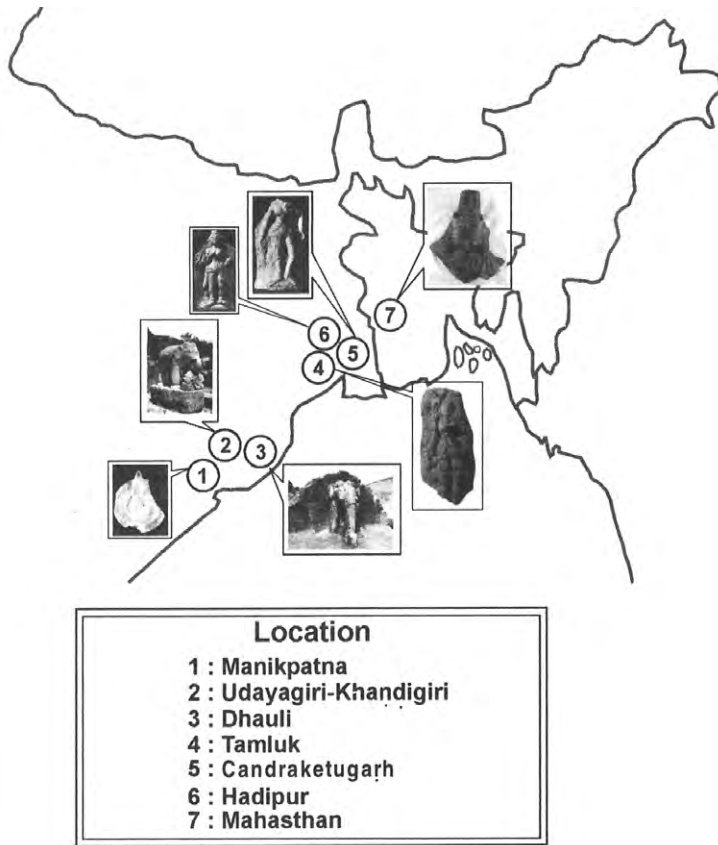 7
6
5
4
2
3
1
Location
1 : Manikpatna
2 : Udayagiri-Khandigiri
3 : Dhauli
4 : Tamluk
5 : Candraketugarh
6 : Hadipur
7 : Mahasthan